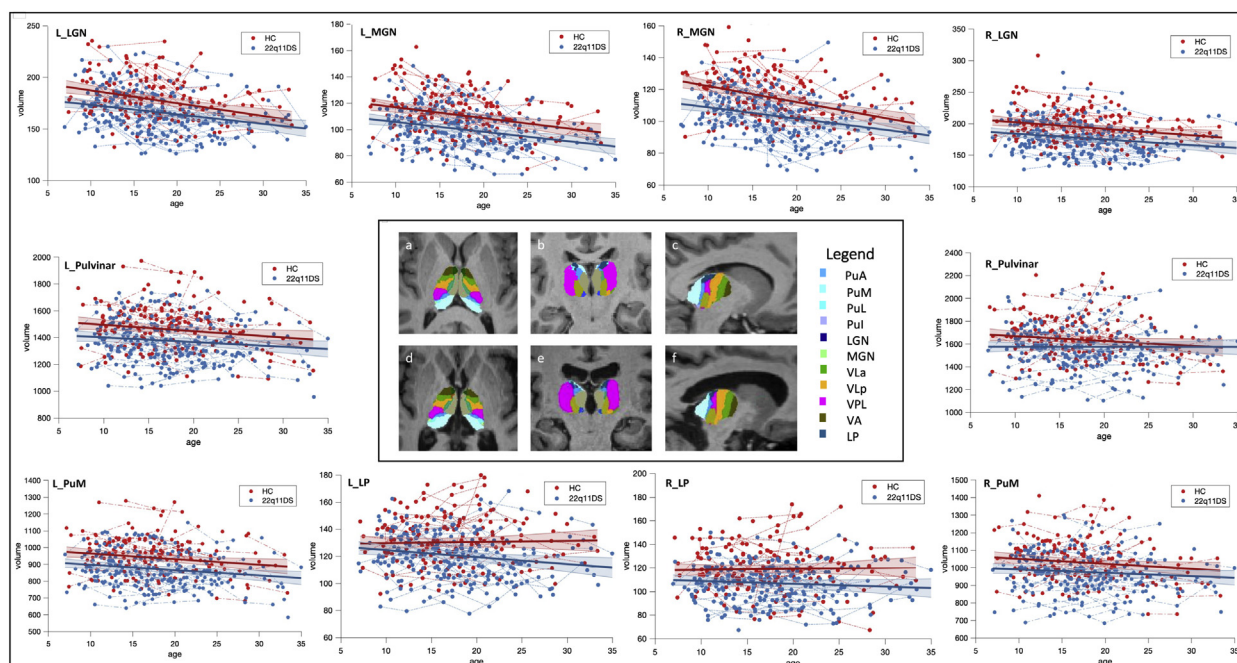 L_LGN
HC
22q11DS
250
200
150
100
volume
5 10 15 20 25 30 35
age
L_MGN
HC
22q11DS
180
160
140
120
100
80
60
volume
5 10 15 20 25 30 35
age
R_MGN
HC
22q11DS
160
140
120
100
80
60
volume
5 10 15 20 25 30 35
age
R_LGN
HC
22q11DS
350
300
250
200
150
100
volume
5 10 15 20 25 30 35
age
L_Pulvinar
HC
22q11DS
2000
1800
1600
1400
1200
1000
800
volume
5 10 15 20 25 30 35
age
a
b
c
d
e
f
Legend
PuA
PuM
PuL
PuI
LGN
MGN
VLa
VLp
VPL
VA
LP
R_Pulvinar
HC
22q11DS
2400
2200
2000
1800
1600
1400
1200
1000
volume
5 10 15 20 25 30 35
age
L_PuM
HC
22q11DS
1400
1300
1200
1100
1000
900
800
700
600
500
volume
5 10 15 20 25 30 35
age
L_LP
HC
22q11DS
180
160
140
120
100
80
60
volume
5 10 15 20 25 30 35
age
R_LP
HC
22q11DS
200
180
160
140
120
100
80
60
volume
5 10 15 20 25 30 35
age
R_PuM
HC
22q11DS
1500
1400
1300
1200
1100
1000
900
800
700
600
volume
5 10 15 20 25 30 35
age